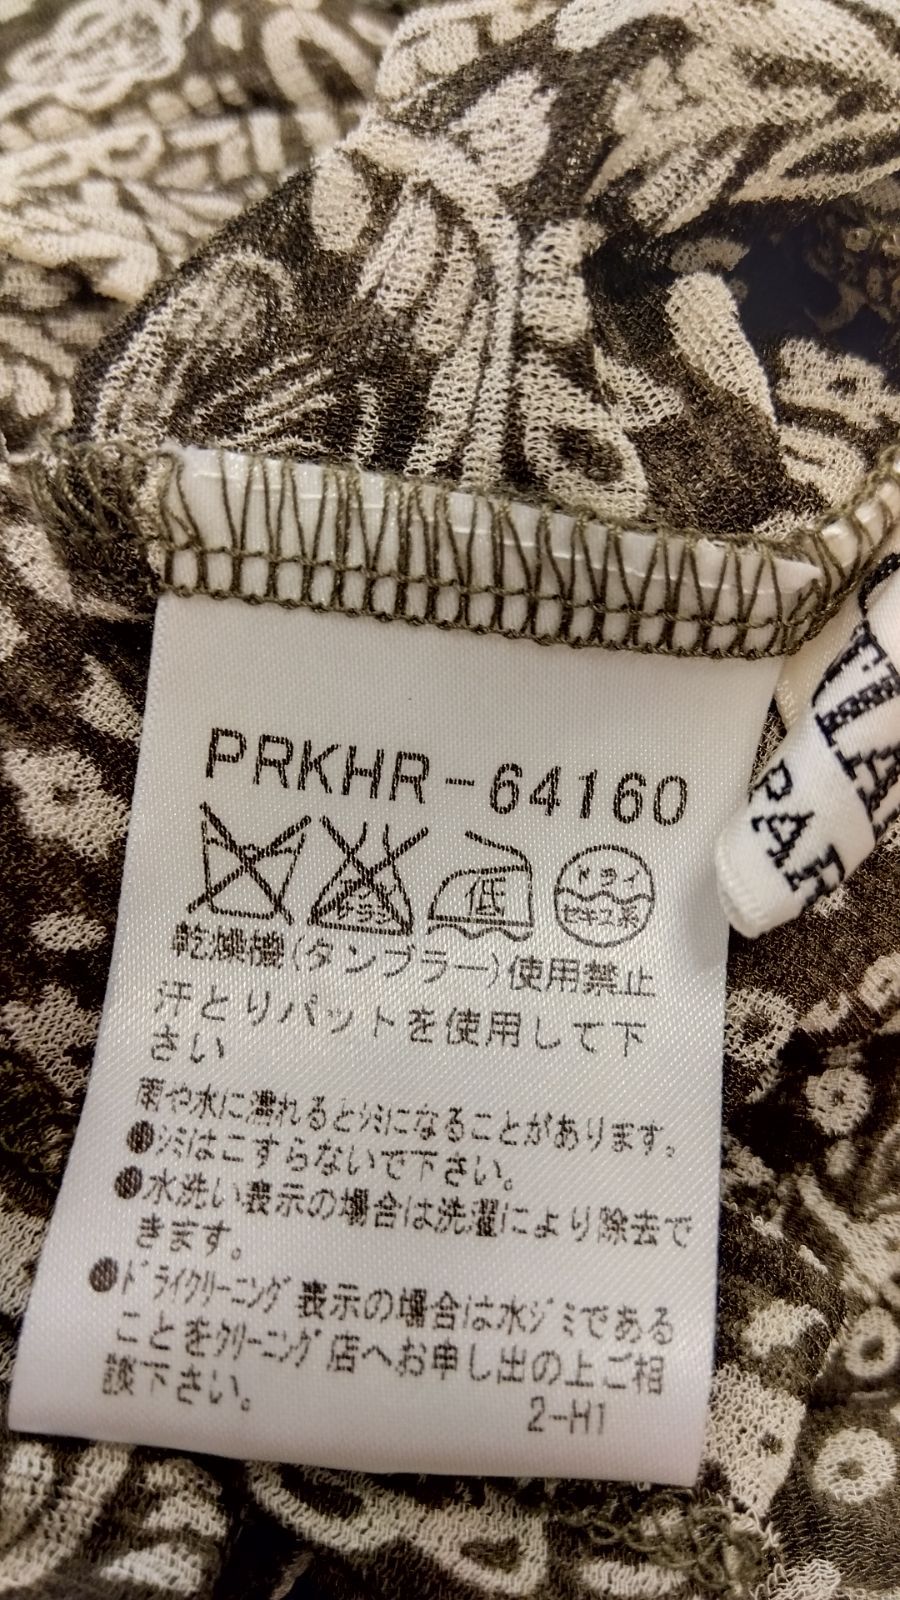 PRKHR-64160
低
ドライ
セキユ系
乾燥機(タンブラー)使用禁止
汗とりパットを使用して下
さい
雨や水に濡れるとシミになることがあります。
●シミはこすらないで下さい。
●水洗い表示の場合は洗濯により除去で
きます。
●ドライクリーニング表示の場合は水ジミである
ことをクリーニング店へお申し出の上ご相
談下さい。
2-H1